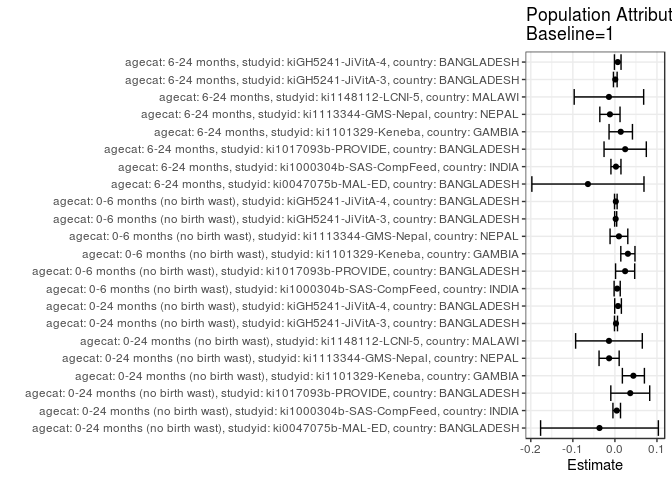 Population Attribut
Baseline=1
agecat: 6-24 months, studyid: kiGH5241-JiVitA-4, country: BANGLADESH
agecat: 6-24 months, studyid: kiGH5241-JiVitA-3, country: BANGLADESH
agecat: 6-24 months, studyid: ki1148112-LCNI-5, country: MALAWI
agecat: 6-24 months, studyid: ki1113344-GMS-Nepal, country: NEPAL
agecat: 6-24 months, studyid: ki1101329-Keneba, country: GAMBIA
agecat: 6-24 months, studyid: ki1017093b-PROVIDE, country: BANGLADESH
agecat: 6-24 months, studyid: ki1000304b-SAS-CompFeed, country: INDIA
agecat: 6-24 months, studyid: ki0047075b-MAL-ED, country: BANGLADESH
agecat: 0-6 months (no birth wast), studyid: kiGH5241-JiVitA-4, country: BANGLADESH
agecat: 0-6 months (no birth wast), studyid: kiGH5241-JiVitA-3, country: BANGLADESH
agecat: 0-6 months (no birth wast), studyid: ki1113344-GMS-Nepal, country: NEPAL
agecat: 0-6 months (no birth wast), studyid: ki1101329-Keneba, country: GAMBIA
agecat: 0-6 months (no birth wast), studyid: ki1017093b-PROVIDE, country: BANGLADESH
agecat: 0-6 months (no birth wast), studyid: ki1000304b-SAS-CompFeed, country: INDIA
agecat: 0-24 months (no birth wast), studyid: kiGH5241-JiVitA-4, country: BANGLADESH
agecat: 0-24 months (no birth wast), studyid: kiGH5241-JiVitA-3, country: BANGLADESH
agecat: 0-24 months (no birth wast), studyid: ki1148112-LCNI-5, country: MALAWI
agecat: 0-24 months (no birth wast), studyid: ki1113344-GMS-Nepal, country: NEPAL
agecat: 0-24 months (no birth wast), studyid: ki1101329-Keneba, country: GAMBIA
agecat: 0-24 months (no birth wast), studyid: ki1017093b-PROVIDE, country: BANGLADESH
agecat: 0-24 months (no birth wast), studyid: ki1000304b-SAS-CompFeed, country: INDIA
agecat: 0-24 months (no birth wast), studyid: ki0047075b-MAL-ED, country: BANGLADESH
-0.2 -0.1 0.0 0.1
Estimate